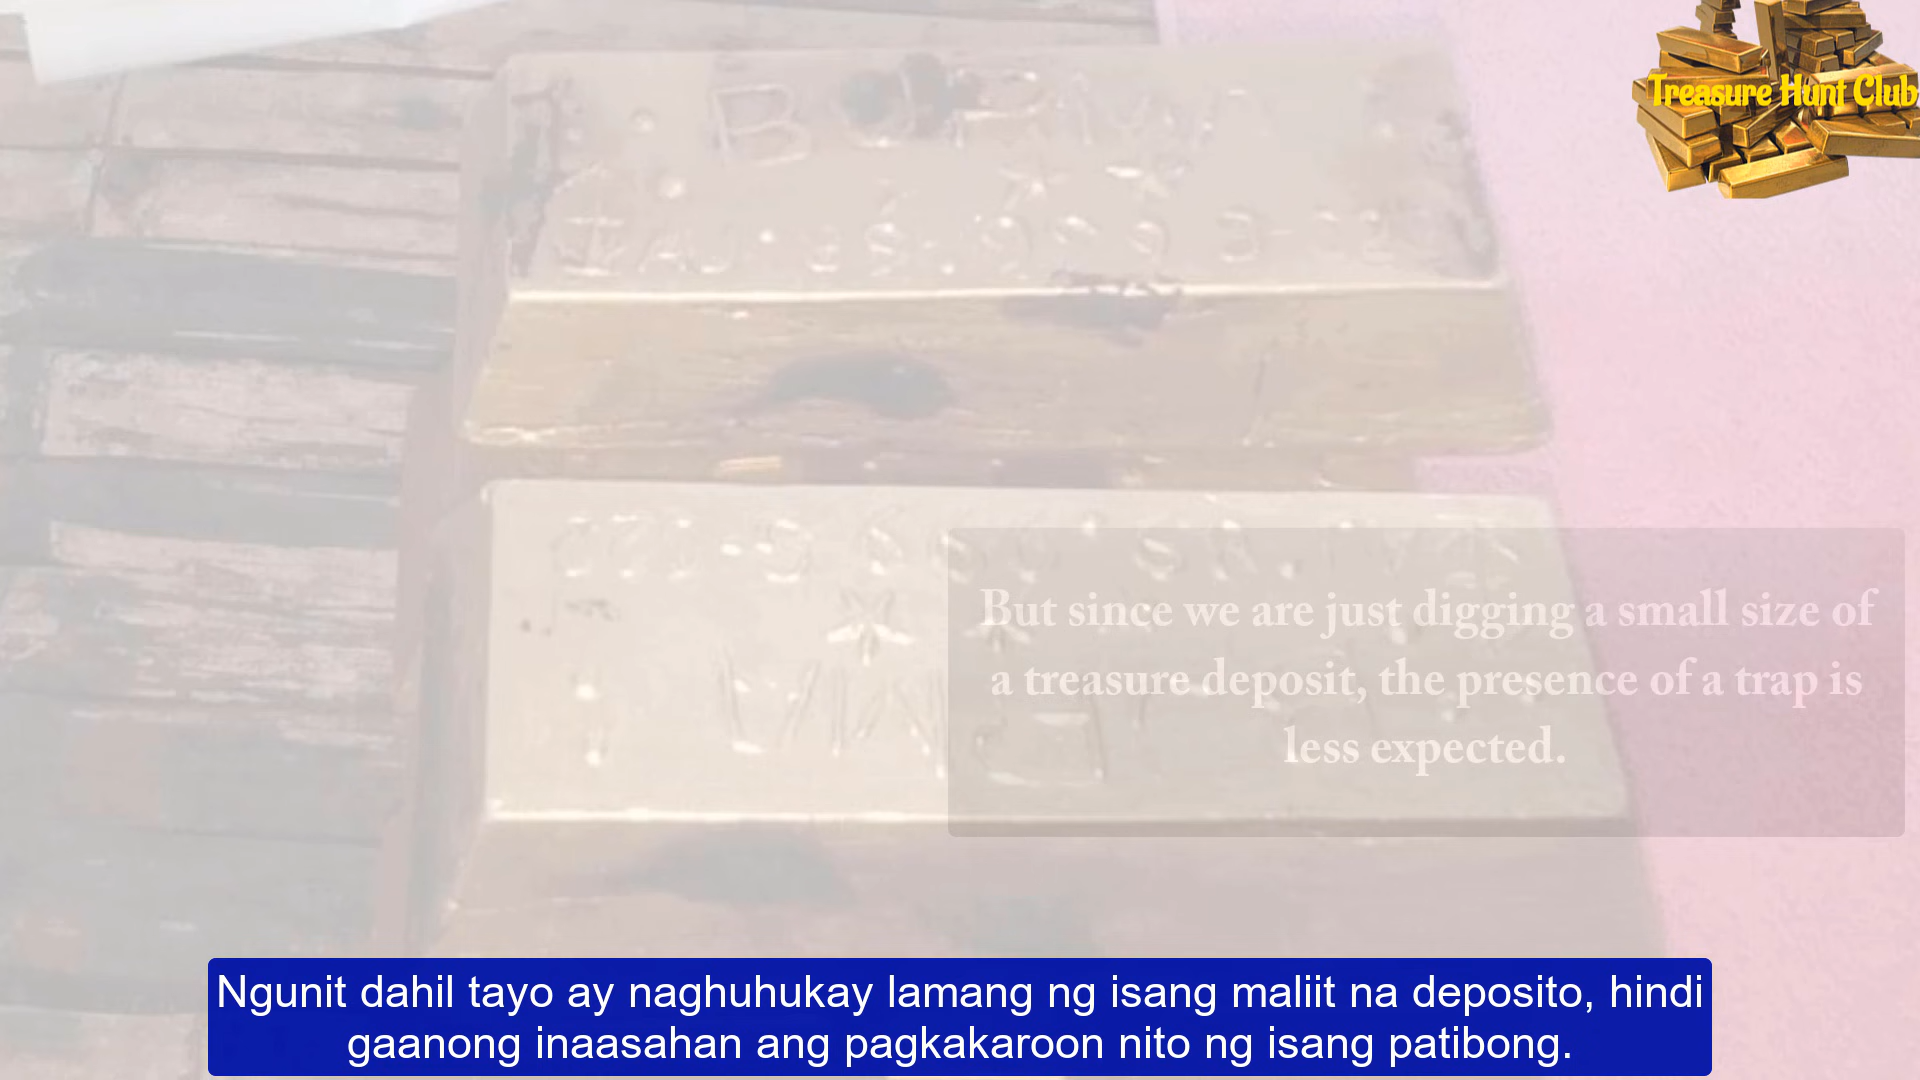 Treasure Hunt Club
But since we are just digging a small size of
a treasure deposit, the presence of a trap is
less expected.
Ngunit dahil tayo ay naghuhukay lamang ng isang maliit na deposito, hindi
gaanong inaasahan ang pagkakaroon nito ng isang patibong.